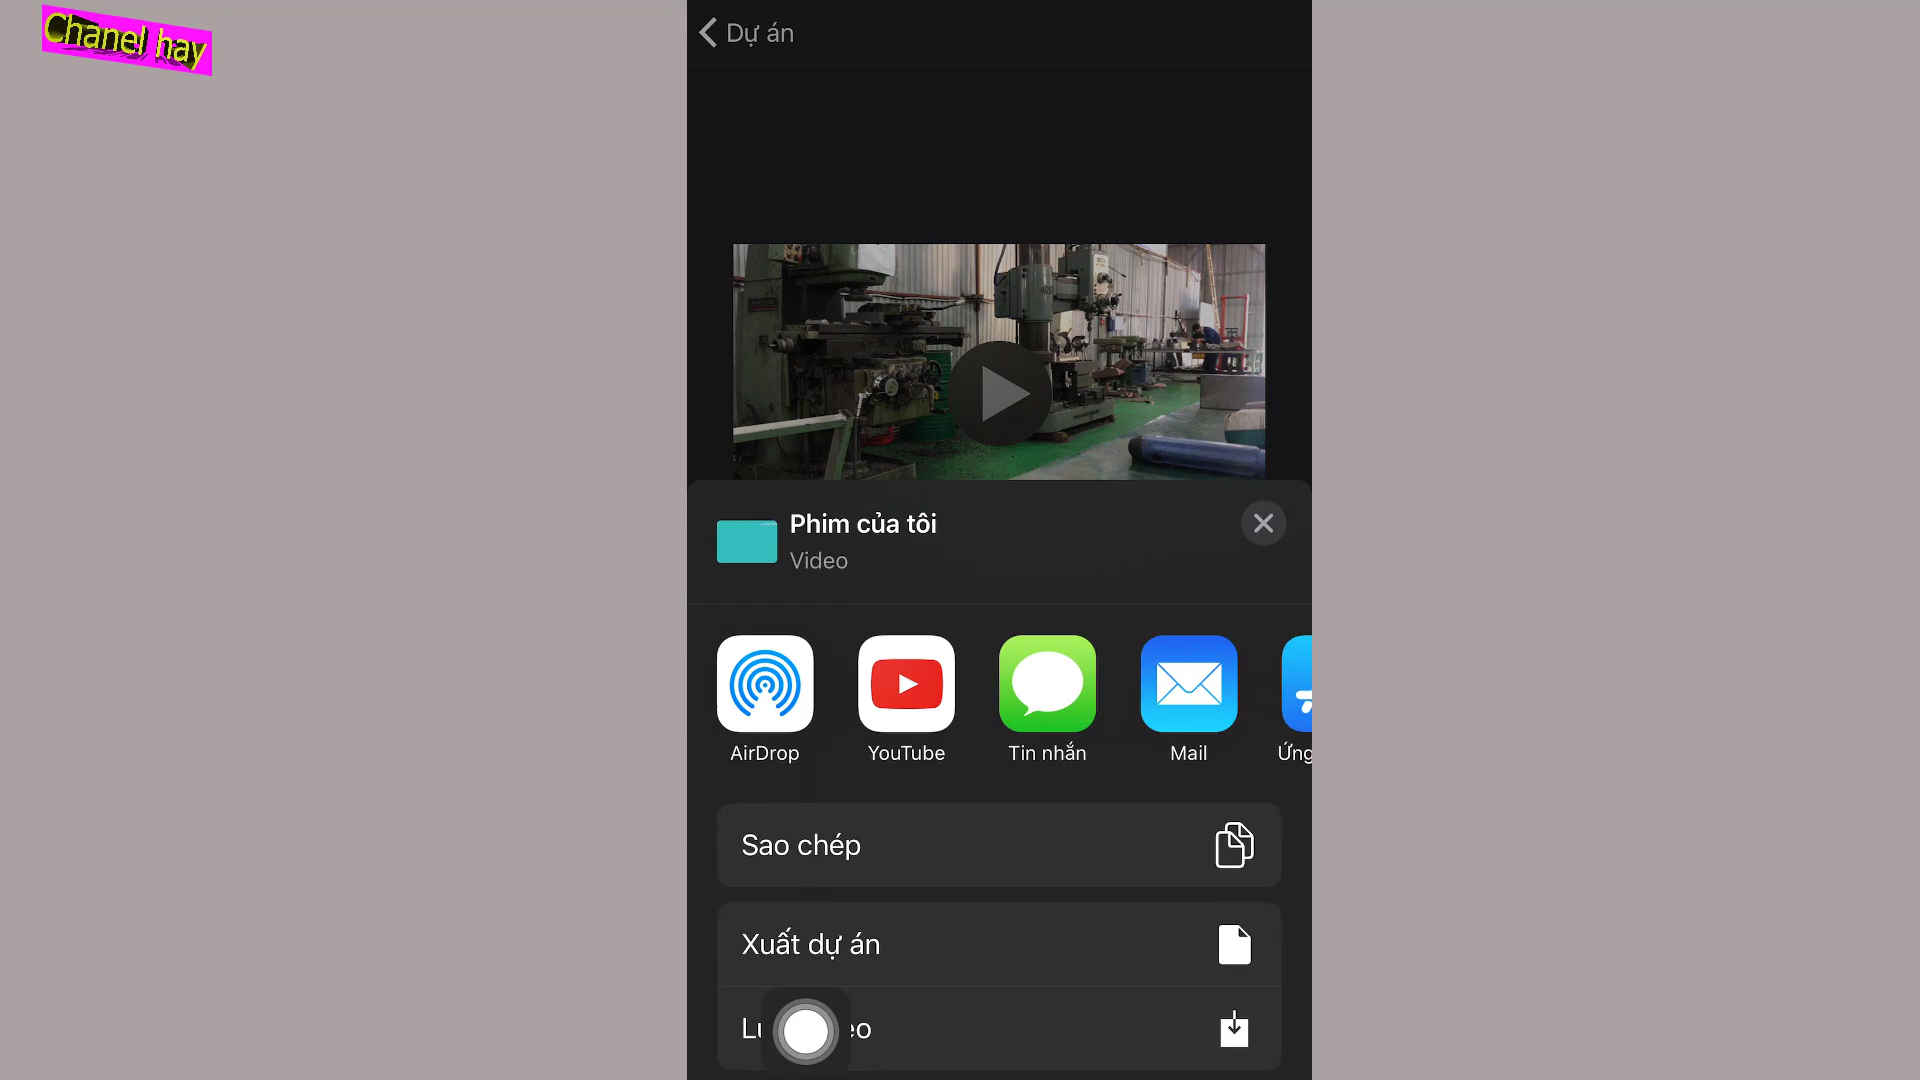 Chanel hay
Dự án
Phim của tôi
Video
AirDrop
YouTube
Tin nhắn
Mail
Sao chép
Xuất dự án